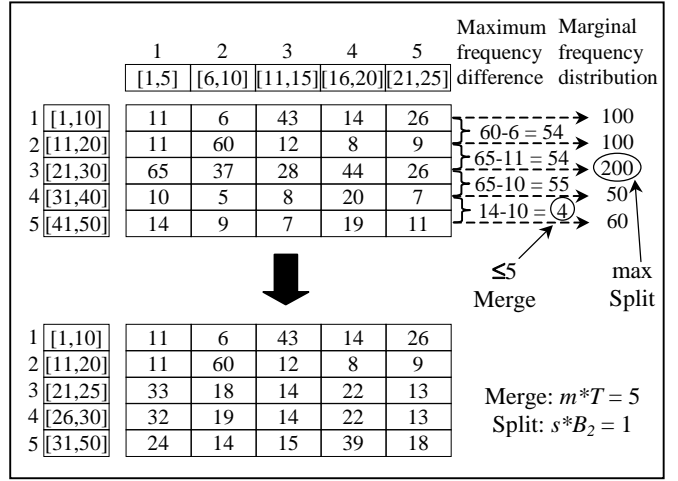 Maximum Marginal
1 2 3 4 5 frequency frequency
[1,5] [6,10] [11,15] [16,20] [21,25] difference distribution
1 [1,10] 11 6 43 14 26 100
60-6 = 54
2 [11,20] 11 60 12 8 9 100
65-11 = 54
3 [21,30] 65 37 28 44 26 200
65-10 = 55
4 [31,40] 10 5 8 20 7 50
14-10 = 4
5 [41,50] 14 9 7 19 11 60
≤5 max
Merge Split
1 [1,10] 11 6 43 14 26
2 [11,20] 11 60 12 8 9
3 [21,25] 33 18 14 22 13
4 [26,30] 32 19 14 22 13
5 [31,50] 24 14 15 39 18
Merge: m*T = 5
Split: s*B₂ = 1